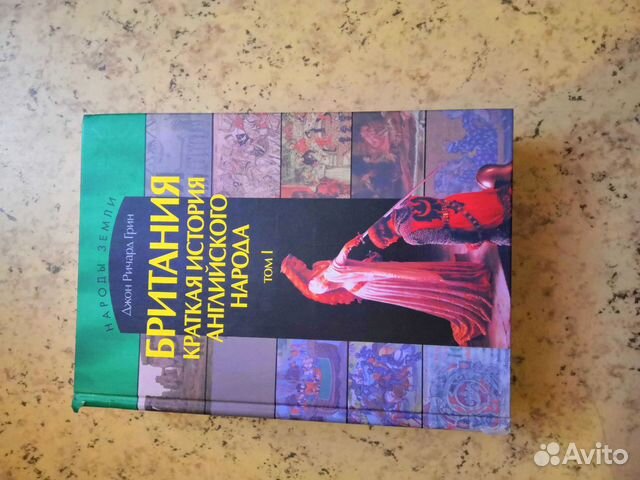 НАРОДЫ ЗЕМЛИ
Джон Ричард Грин
БРИТАНИЯ
КРАТКАЯ ИСТОРИЯ
АНГЛИЙСКОГО
НАРОДА
ТОМ I
Avito